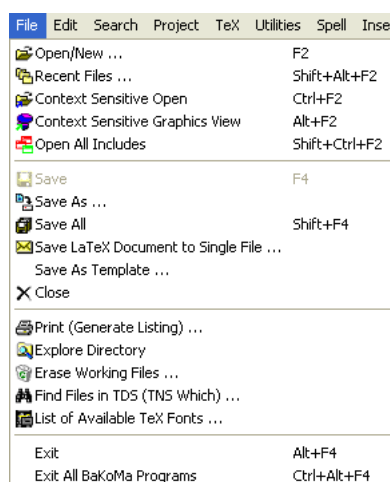 File Edit Search Project TeX Utilities Spell Inse
Open/New ... F2
Recent Files ... Shift+Alt+F2
Context Sensitive Open Ctrl+F2
Context Sensitive Graphics View Alt+F2
Open All Includes Shift+Ctrl+F2
Save F4
Save As ...
Save All Shift+F4
Save LaTeX Document to Single File ...
Save As Template ...
Close
Print (Generate Listing) ...
Explore Directory
Erase Working Files ...
Find Files in TDS (TNS Which) ...
List of Available TeX Fonts ...
Exit Alt+F4
Exit All BaKoMa Programs Ctrl+Alt+F4